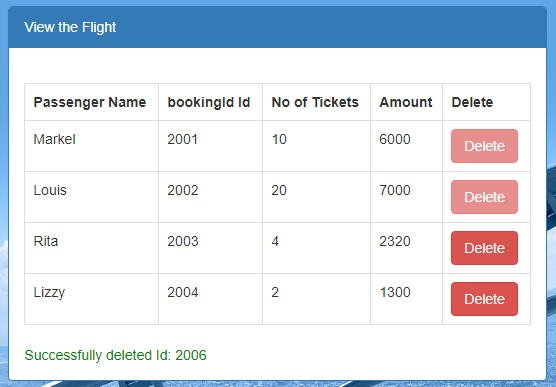 View the Flight
Passenger Name bookingId Id No of Tickets Amount Delete
Markel 2001 10 6000 Delete
Louis 2002 20 7000 Delete
Rita 2003 4 2320 Delete
Lizzy 2004 2 1300 Delete
Successfully deleted Id: 2006